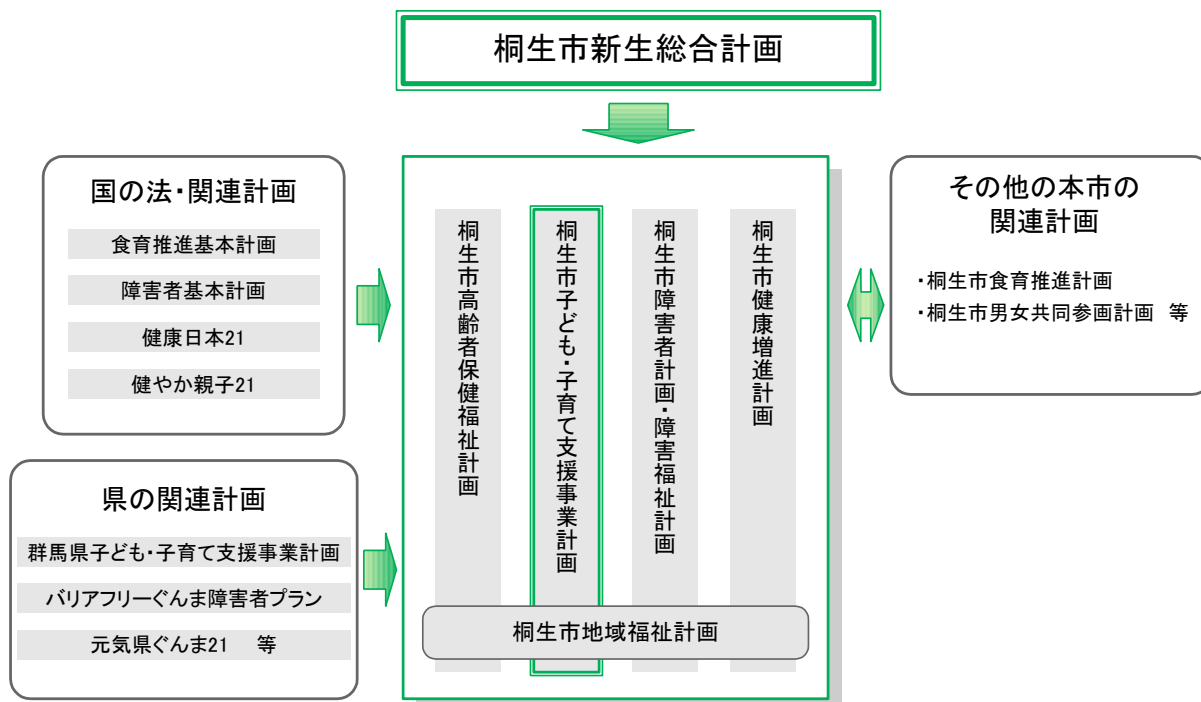 桐生市新生総合計画
国の法・関連計画
食育推進基本計画
障害者基本計画
健康日本21
健やか親子21
県の関連計画
群馬県子ども・子育て支援事業計画
バリアフリーぐんま障害者プラン
元気県ぐんま21　等
桐生市高齢者保健福祉計画
桐生市子ども・子育て支援事業計画
桐生市障害者計画・障害福祉計画
桐生市健康増進計画
桐生市地域福祉計画
その他の本市の
関連計画
・桐生市食育推進計画
・桐生市男女共同参画計画　等